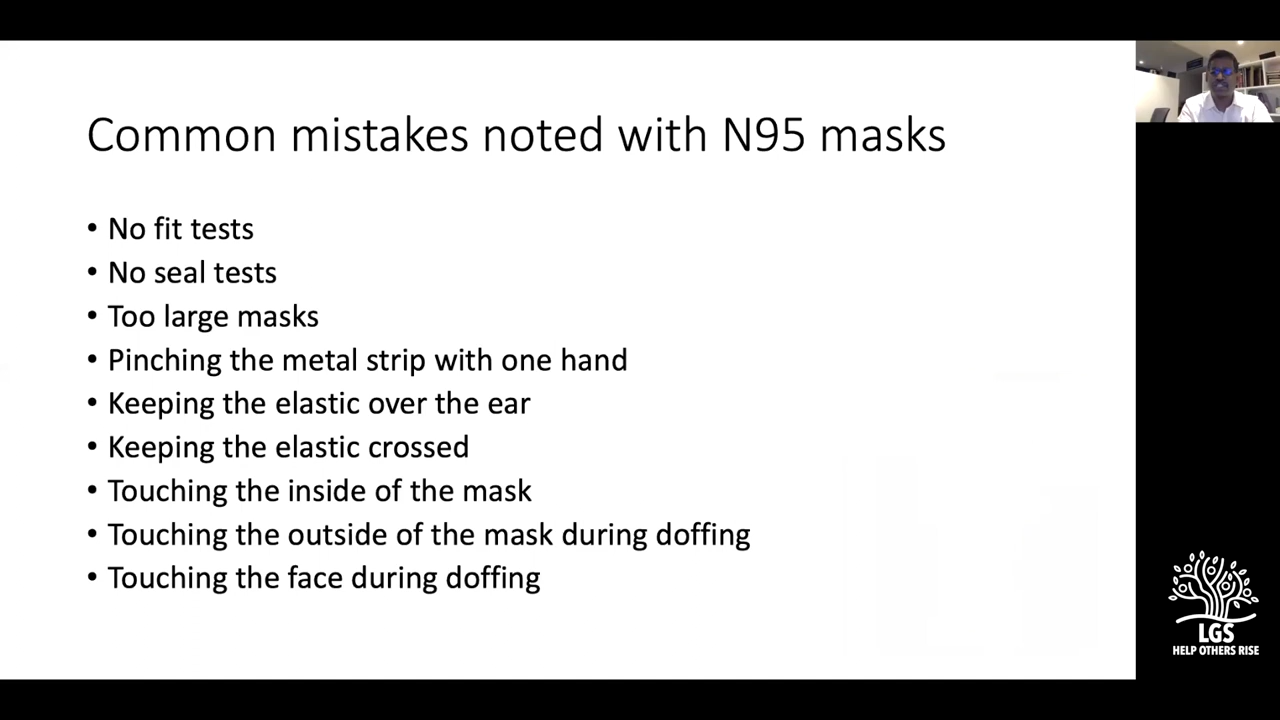 Common mistakes noted with N95 masks
• No fit tests
• No seal tests
• Too large masks
• Pinching the metal strip with one hand
• Keeping the elastic over the ear
• Keeping the elastic crossed
• Touching the inside of the mask
• Touching the outside of the mask during doffing
• Touching the face during doffing
LGS
HELP OTHERS RISE